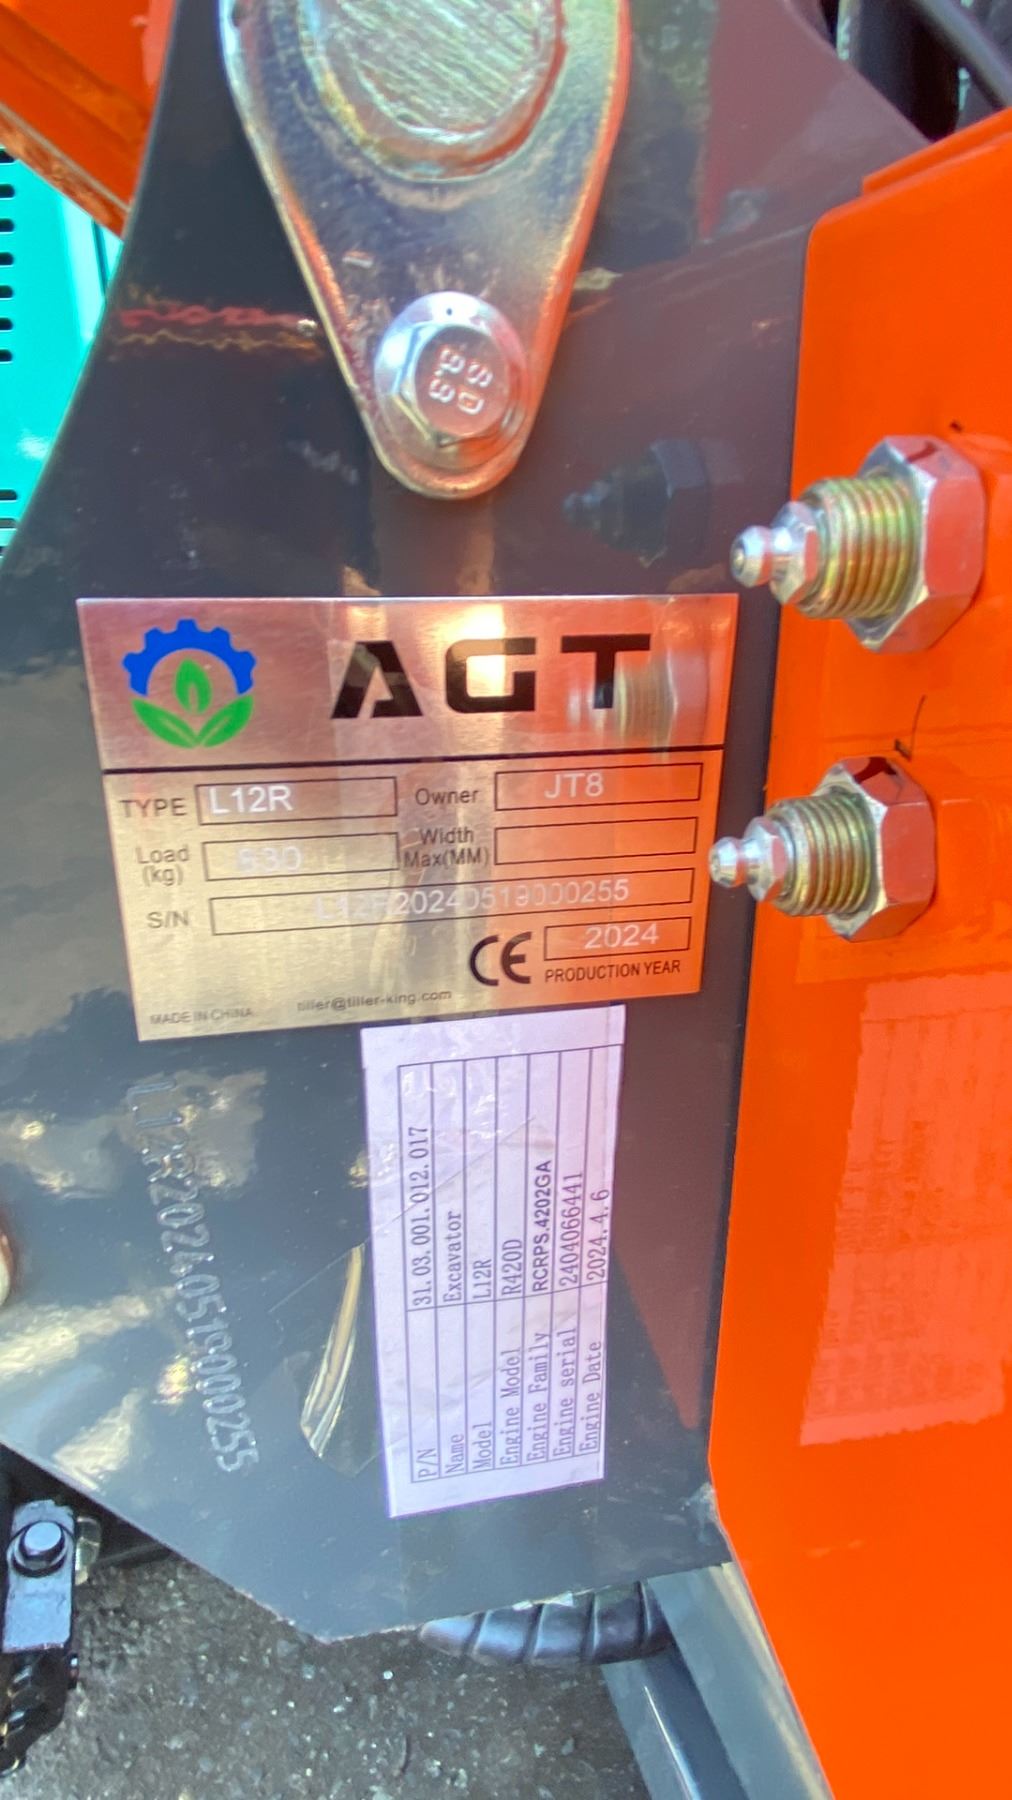 SD
8.8
AGT
TYPE L12R Owner JT8
Load (kg) 530 Width Max(MM)
S/N L12R20240519000255
CE 2024
PRODUCTION YEAR
MADE IN CHINA tiller@tiller-king.com
P/N 31.03.001.012.017
Name Excavator
Model L12R
Engine Model R420D
Engine Family RCRPS.4202GA
Engine serial 2404066441
Engine Date 2024.4.6
L12R20240519000255